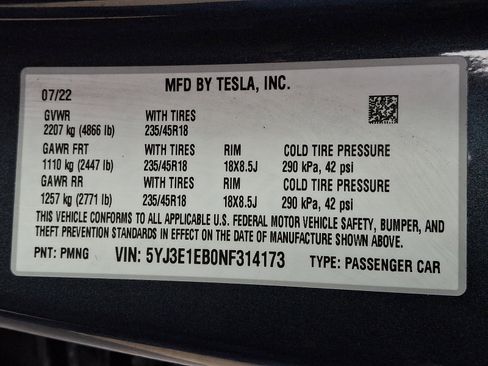 MFD BY TESLA, INC.
07/22
GVWR WITH TIRES
2207 kg (4866 lb) 235/45R18
GAWR FRT WITH TIRES RIM COLD TIRE PRESSURE
1110 kg (2447 lb) 235/45R18 18X8.5J 290 kPa, 42 psi
GAWR RR WITH TIRES RIM COLD TIRE PRESSURE
1257 kg (2771 lb) 235/45R18 18X8.5J 290 kPa, 42 psi
THIS VEHICLE CONFORMS TO ALL APPLICABLE U.S. FEDERAL MOTOR VEHICLE SAFETY, BUMPER, AND
THEFT PREVENTION STANDARDS IN EFFECT ON THE DATE OF MANUFACTURE SHOWN ABOVE.
PNT: PMNG VIN: 5YJ3E1EB0NF314173 TYPE: PASSENGER CAR